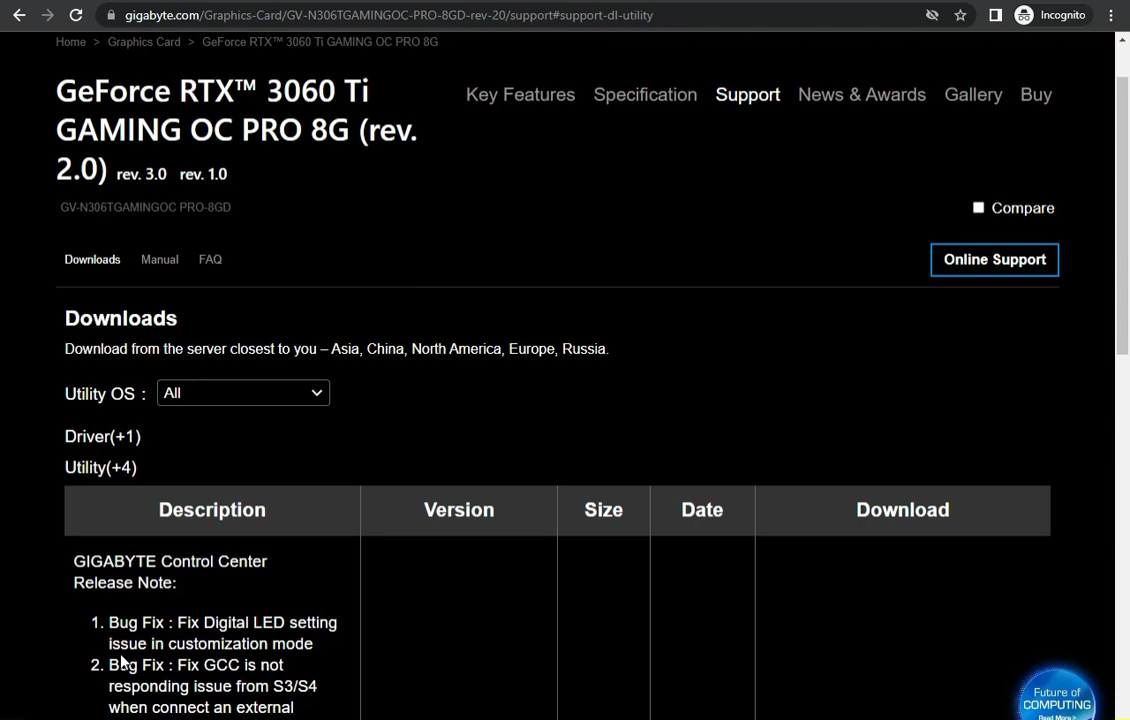 gigabyte.com/Graphics-Card/GV-N306TGAMINGOC-PRO-8GD-rev-20/support#support-dl-utility
Incognito
Home > Graphics Card > GeForce RTX™ 3060 Ti GAMING OC PRO 8G
GeForce RTX™ 3060 Ti
GAMING OC PRO 8G (rev.
2.0) rev. 3.0 rev. 1.0
Key Features Specification Support News & Awards Gallery Buy
GV-N306TGAMINGOC PRO-8GD
Compare
Downloads Manual FAQ
Online Support
Downloads
Download from the server closest to you – Asia, China, North America, Europe, Russia.
Utility OS : All
Driver(+1)
Utility(+4)
Description Version Size Date Download
GIGABYTE Control Center
Release Note:
1. Bug Fix : Fix Digital LED setting
issue in customization mode
2. Bug Fix : Fix GCC is not
responding issue from S3/S4
when connect an external
Future of
COMPUTING
Read More >